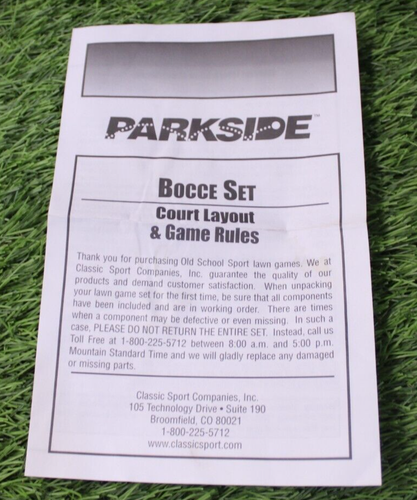 PARKSIDE™
BOCCE SET
Court Layout
& Game Rules
Thank you for purchasing Old School Sport lawn games. We at
Classic Sport Companies, Inc. guarantee the quality of our
products and demand customer satisfaction. When unpacking
your lawn game set for the first time, be sure that all components
have been included and are in working order. There are times
when a component may be defective or even missing. In such a
case, PLEASE DO NOT RETURN THE ENTIRE SET. Instead, call us
Toll Free at 1-800-225-5712 between 8:00 a.m. and 5:00 p.m.
Mountain Standard Time and we will gladly replace any damaged
or missing parts.
Classic Sport Companies, Inc.
105 Technology Drive • Suite 190
Broomfield, CO 80021
1-800-225-5712
www.classicsport.com